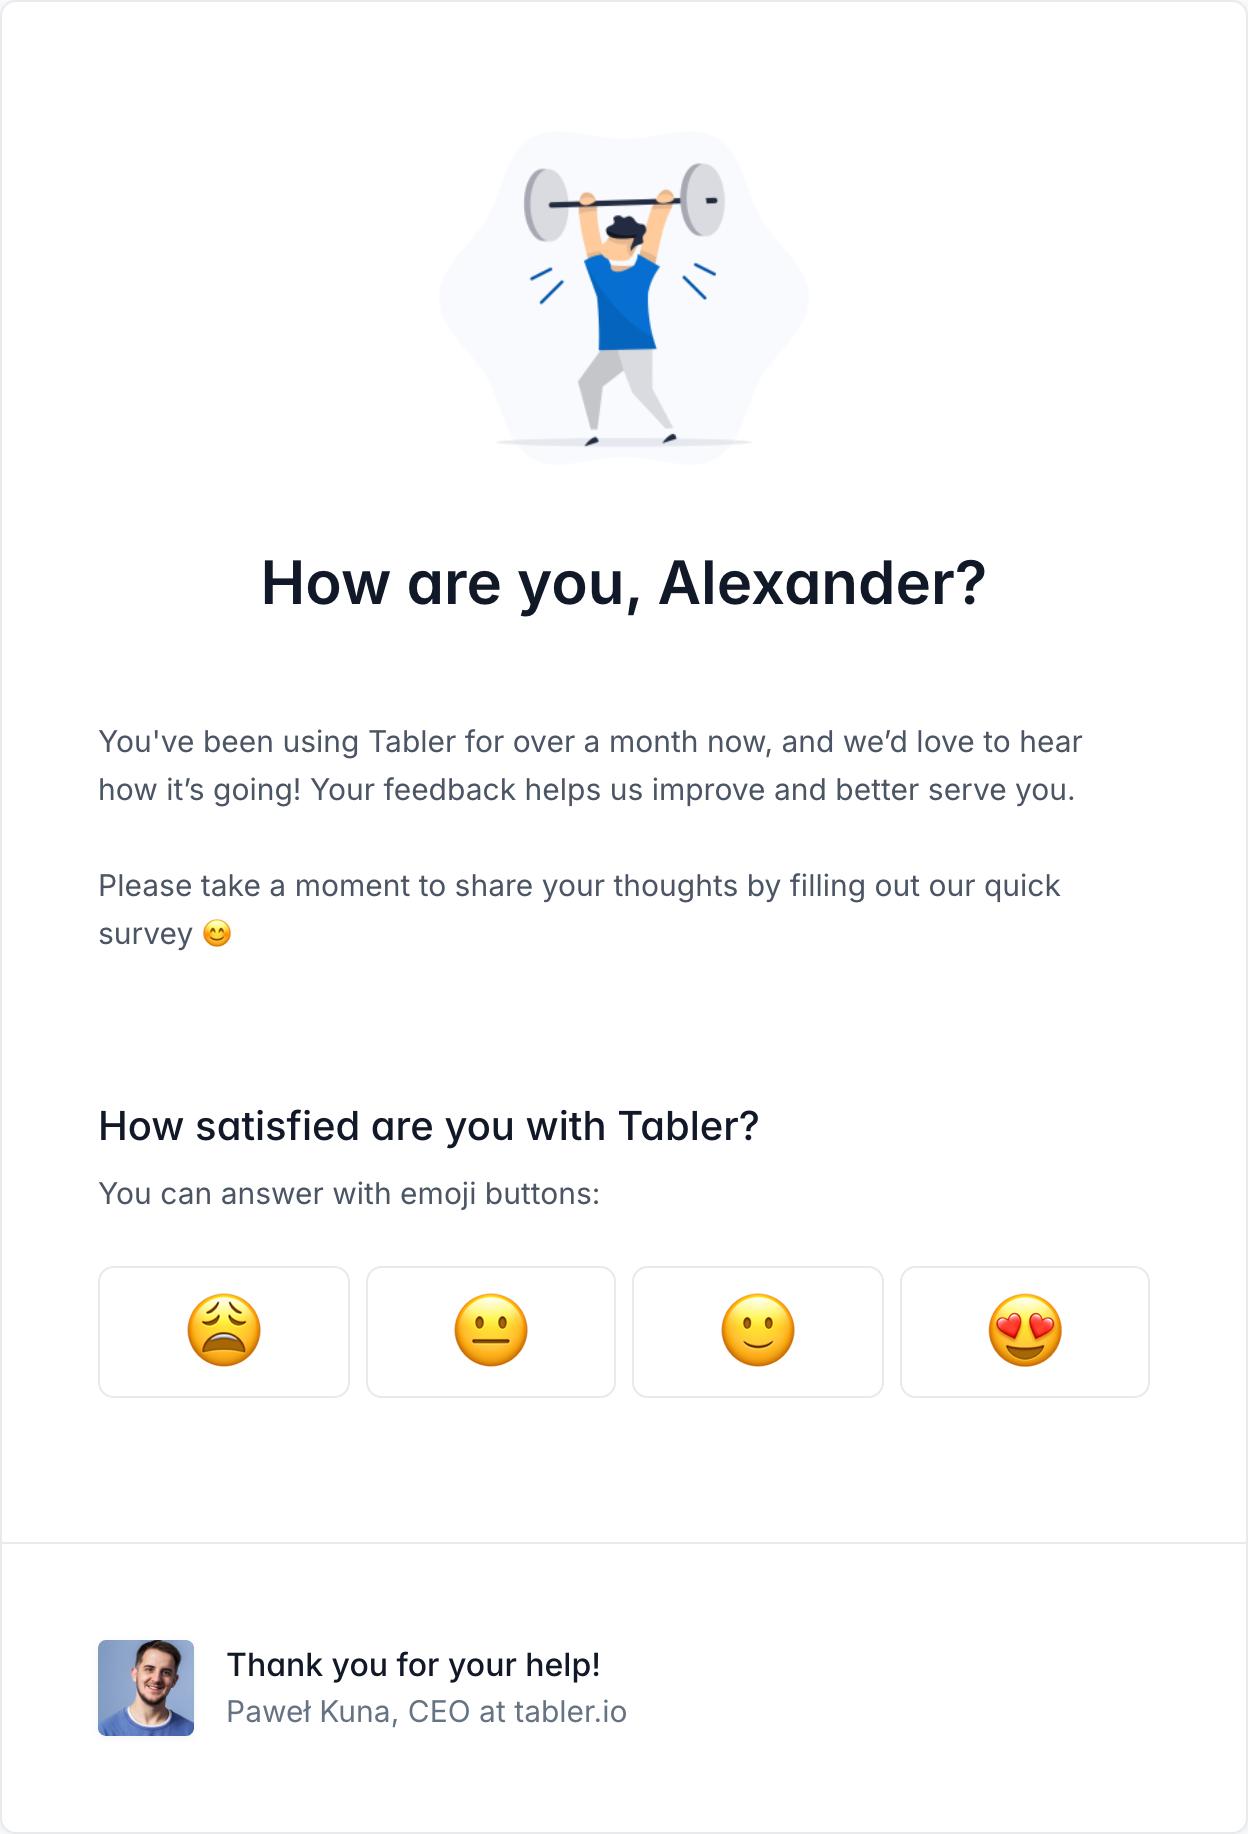 How are you, Alexander?
You've been using Tabler for over a month now, and we’d love to hear
how it’s going! Your feedback helps us improve and better serve you.
Please take a moment to share your thoughts by filling out our quick
survey 😊
How satisfied are you with Tabler?
You can answer with emoji buttons:
😩 😐 🙂 😍
Thank you for your help!
Paweł Kuna, CEO at tabler.io